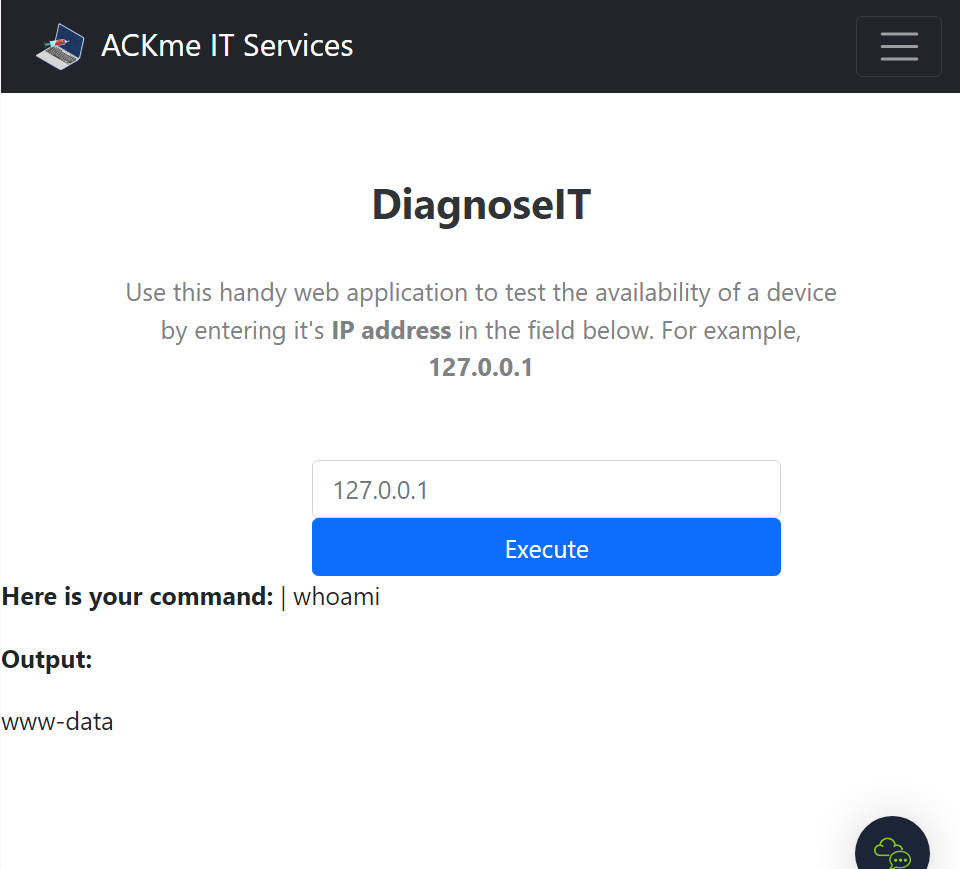 ACKme IT Services
DiagnoseIT
Use this handy web application to test the availability of a device
by entering it's IP address in the field below. For example,
127.0.0.1
127.0.0.1
Execute
Here is your command: | whoami
Output:
www-data